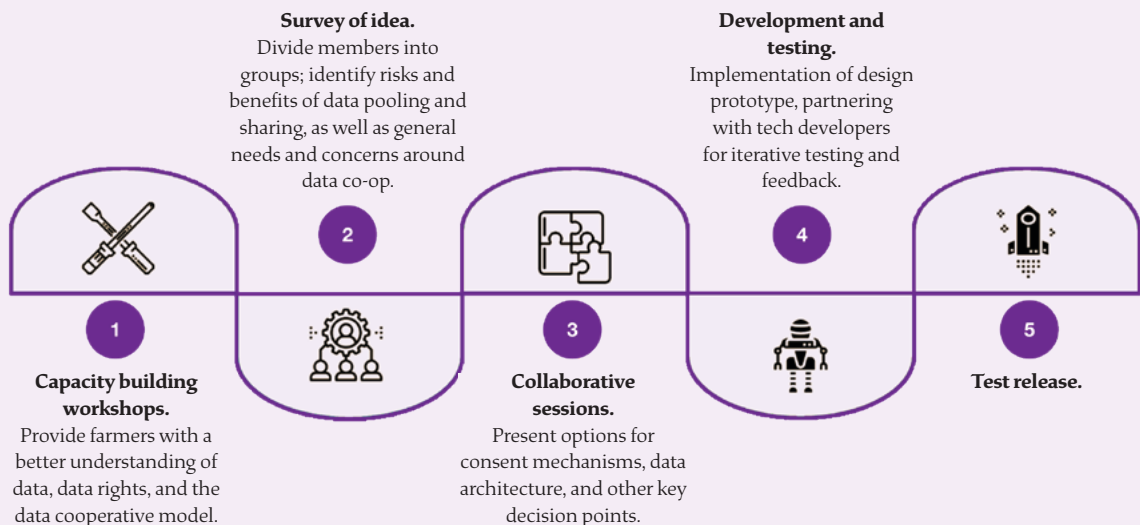 1
Capacity building
workshops.
Provide farmers with a
better understanding of
data, data rights, and the
data cooperative model.
Survey of idea.
Divide members into
groups; identify risks and
benefits of data pooling and
sharing, as well as general
needs and concerns around
data co-op.
2
3
Collaborative
sessions.
Present options for
consent mechanisms, data
architecture, and other key
decision points.
Development and
testing.
Implementation of design
prototype, partnering
with tech developers
for iterative testing and
feedback.
4
5
Test release.